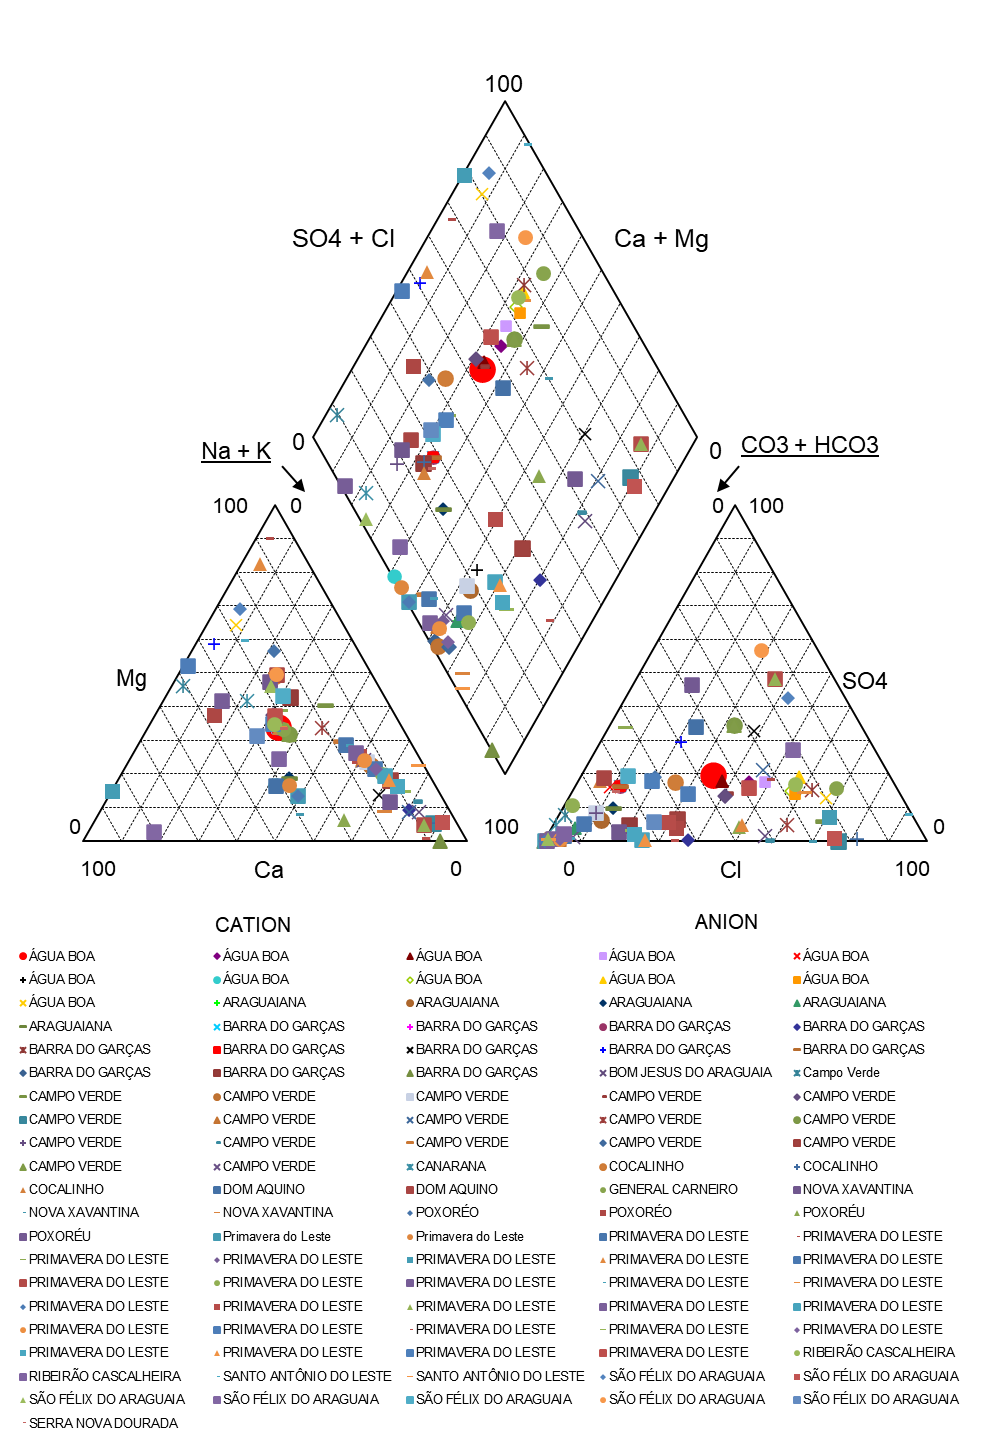 100
SO4 + Cl
Ca + Mg
0
0
Na + K
CO3 + HCO3
100
0
0
100
Mg
SO4
0
100
0
100
Ca
0
0
Cl
100
CATION
ANION
ÁGUA BOA ÁGUA BOA ÁGUA BOA ÁGUA BOA ÁGUA BOA
ÁGUA BOA ÁGUA BOA ÁGUA BOA ÁGUA BOA ÁGUA BOA
ÁGUA BOA ARAGUAIANA ARAGUAIANA ARAGUAIANA ARAGUAIANA
ARAGUAIANA BARRA DO GARÇAS BARRA DO GARÇAS BARRA DO GARÇAS BARRA DO GARÇAS
BARRA DO GARÇAS BARRA DO GARÇAS BARRA DO GARÇAS BARRA DO GARÇAS BARRA DO GARÇAS
BARRA DO GARÇAS BARRA DO GARÇAS BARRA DO GARÇAS BOM JESUS DO ARAGUAIA Campo Verde
CAMPO VERDE CAMPO VERDE CAMPO VERDE CAMPO VERDE CAMPO VERDE
CAMPO VERDE CAMPO VERDE CAMPO VERDE CAMPO VERDE CAMPO VERDE
CAMPO VERDE CAMPO VERDE CAMPO VERDE CAMPO VERDE CAMPO VERDE
CAMPO VERDE CAMPO VERDE CANARANA COCALINHO COCALINHO
COCALINHO DOM AQUINO DOM AQUINO GENERAL CARNEIRO NOVA XAVANTINA
NOVA XAVANTINA NOVA XAVANTINA POXORÉO POXORÉO POXORÉU
POXORÉU Primavera do Leste Primavera do Leste PRIMAVERA DO LESTE PRIMAVERA DO LESTE
PRIMAVERA DO LESTE PRIMAVERA DO LESTE PRIMAVERA DO LESTE PRIMAVERA DO LESTE PRIMAVERA DO LESTE
PRIMAVERA DO LESTE PRIMAVERA DO LESTE PRIMAVERA DO LESTE PRIMAVERA DO LESTE PRIMAVERA DO LESTE
PRIMAVERA DO LESTE PRIMAVERA DO LESTE PRIMAVERA DO LESTE PRIMAVERA DO LESTE PRIMAVERA DO LESTE
PRIMAVERA DO LESTE PRIMAVERA DO LESTE PRIMAVERA DO LESTE PRIMAVERA DO LESTE PRIMAVERA DO LESTE
PRIMAVERA DO LESTE PRIMAVERA DO LESTE PRIMAVERA DO LESTE PRIMAVERA DO LESTE RIBEIRÃO CASCALHEIRA
RIBEIRÃO CASCALHEIRA SANTO ANTÔNIO DO LESTE SANTO ANTÔNIO DO LESTE SÃO FÉLIX DO ARAGUAIA SÃO FÉLIX DO ARAGUAIA
SÃO FÉLIX DO ARAGUAIA SÃO FÉLIX DO ARAGUAIA SÃO FÉLIX DO ARAGUAIA SÃO FÉLIX DO ARAGUAIA SÃO FÉLIX DO ARAGUAIA
SERRA NOVA DOURADA